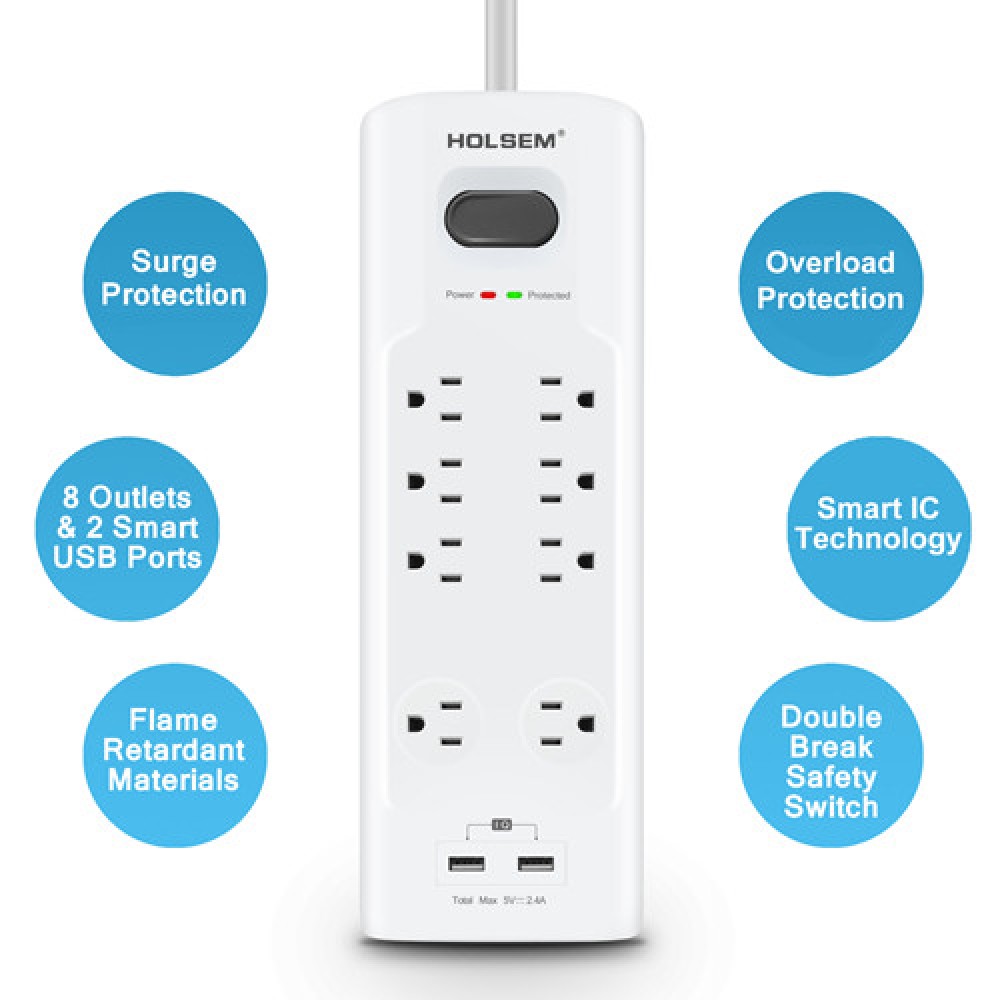 HOLSEM®
Power
Protected
Surge
Protection
Overload
Protection
8 Outlets
& 2 Smart
USB Ports
Smart IC
Technology
Flame
Retardant
Materials
Double
Break
Safety
Switch
Total Max 5V⎓2.4A